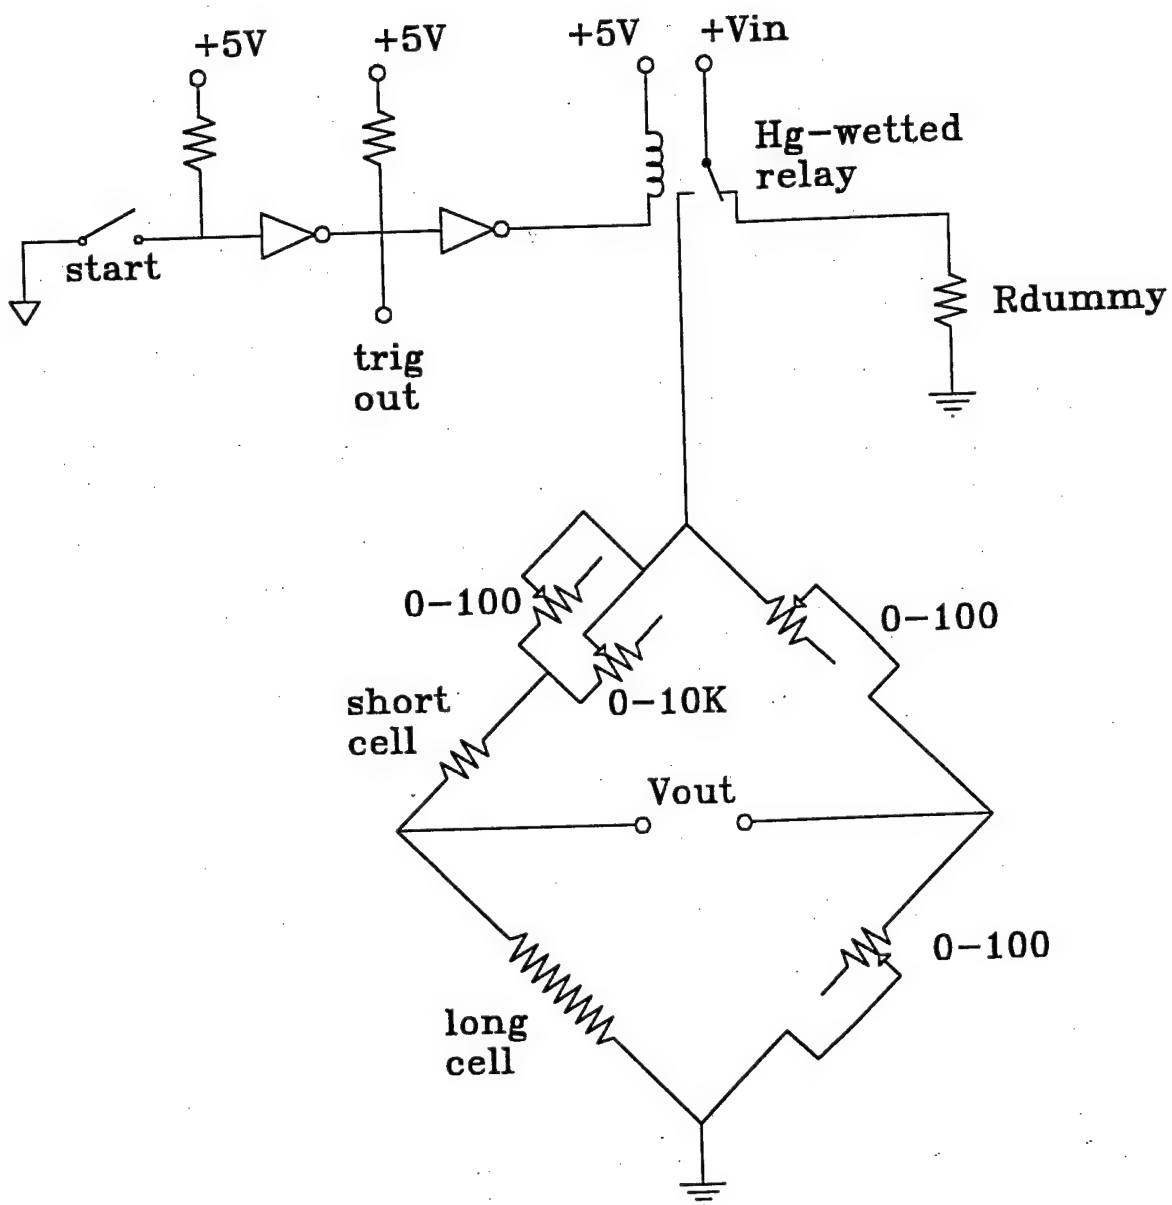 +5V
+5V
+5V
+Vin
Hg-wetted
relay
start
Rdummy
trig
out
0-100
0-100
0-10K
short
cell
Vout
0-100
long
cell